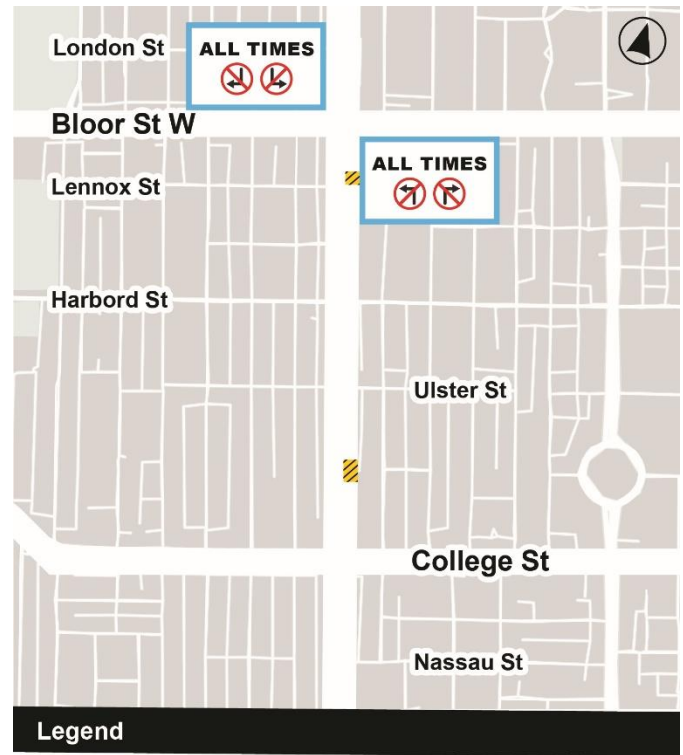 London St
ALL TIMES
Bloor St W
ALL TIMES
Lennox St
Harbord St
Ulster St
College St
Nassau St
Legend